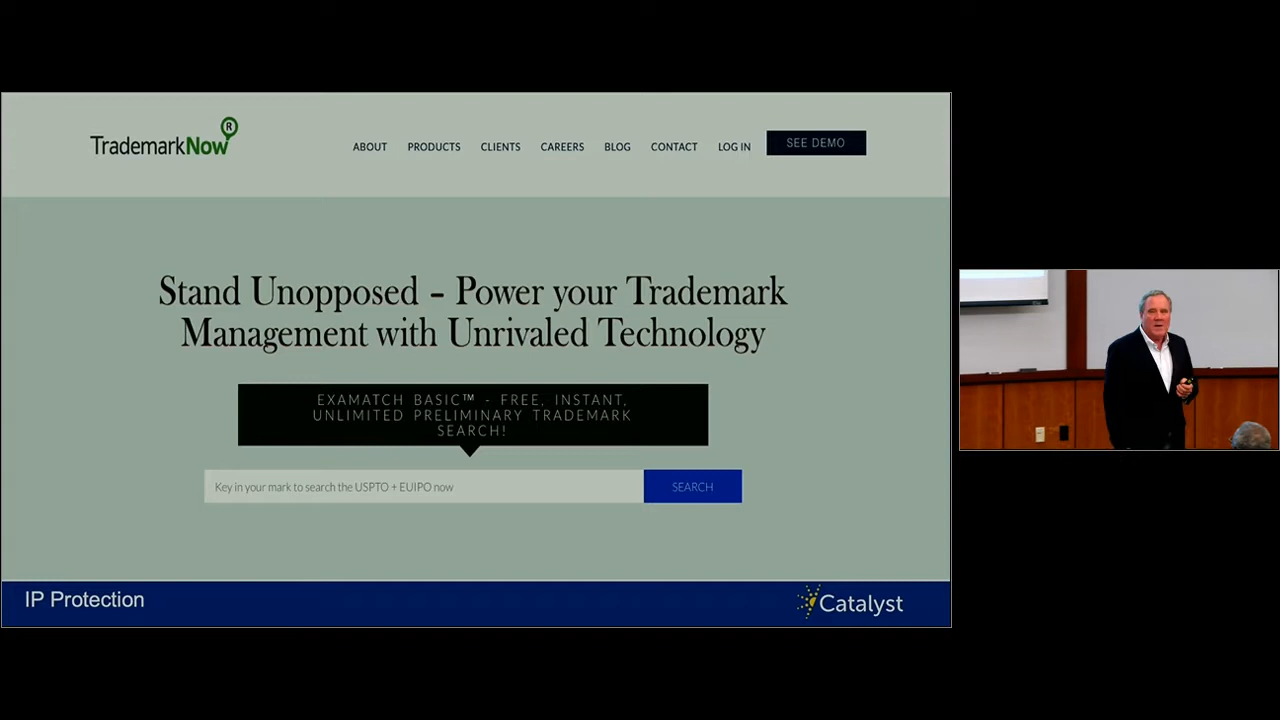 TrademarkNow
R
ABOUT PRODUCTS CLIENTS CAREERS BLOG CONTACT LOG IN SEE DEMO
Stand Unopposed – Power your Trademark
Management with Unrivaled Technology
EXAMATCH BASIC™ - FREE, INSTANT,
UNLIMITED PRELIMINARY TRADEMARK
SEARCH!
Key in your mark to search the USPTO + EUIPO now SEARCH
IP Protection
Catalyst